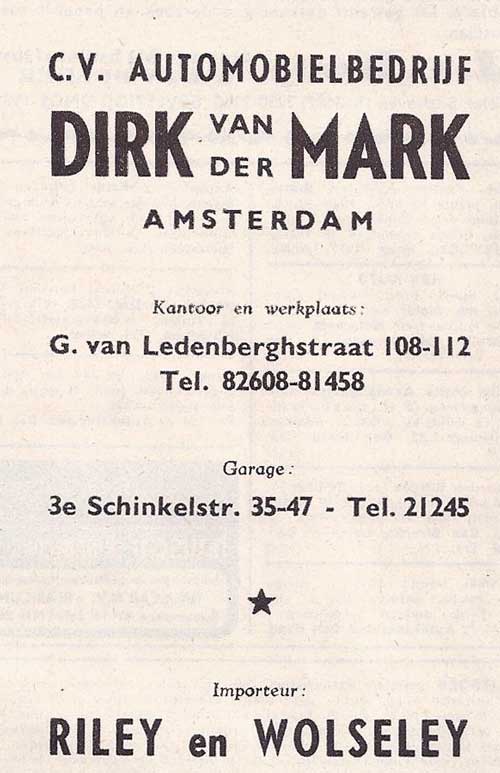 C.V. AUTOMOBIELBEDRIJF
DIRK VAN DER MARK
AMSTERDAM
Kantoor en werkplaats:
G. van Ledenberghstraat 108-112
Tel. 82608-81458
Garage:
3e Schinkelstr. 35-47 - Tel. 21245
Importeur:
RILEY en WOLSELEY